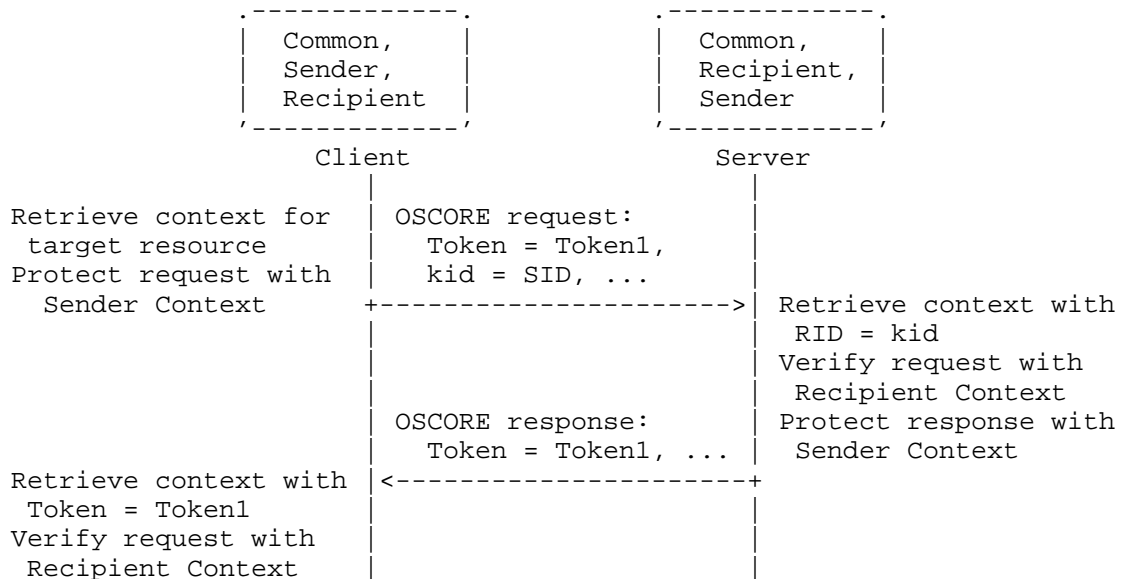 .-------------.             .-------------.
|  Common,    |             |  Common,    |
|  Sender,    |             |  Recipient, |
|  Recipient  |             |  Sender     |
'-------------'             '-------------'
Client                   Server
|                       |
Retrieve context for  | OSCORE request:       |
target resource      |   Token = Token1,     |
Protect request with  |   kid = SID, ...      |
Sender Context      +---------------------->| Retrieve context with
|                       |  RID = kid
|                       | Verify request with
|                       |  Recipient Context
| OSCORE response:      | Protect response with
|   Token = Token1, ... |  Sender Context
Retrieve context with |<----------------------+
Token = Token1       |                       |
Verify request with   |                       |
Recipient Context    |                       |